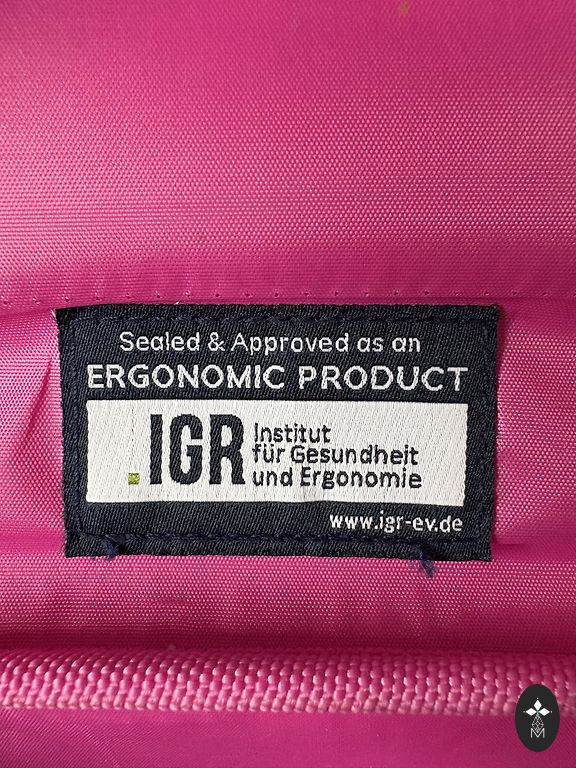 Sealed & Approved as an
ERGONOMIC PRODUCT
.IGR Institut
für Gesundheit
und Ergonomie
www.igr-ev.de
M